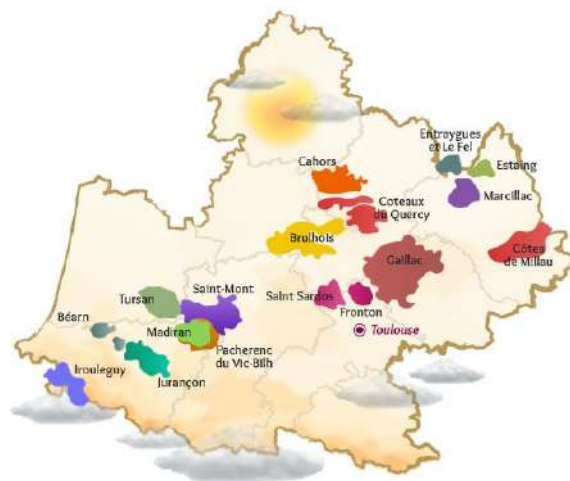 Entraygues
et Le Fel
Estaing
Cahors
Marcillac
Coteaux
du Quercy
Brulhois
Côtes
de Millau
Gaillac
Saint-Mont
Saint Sardos
Tursan
Fronton
Béarn
Madiran
Toulouse
Pacherenc
du Vic-Bilh
Irouleguy
Jurançon